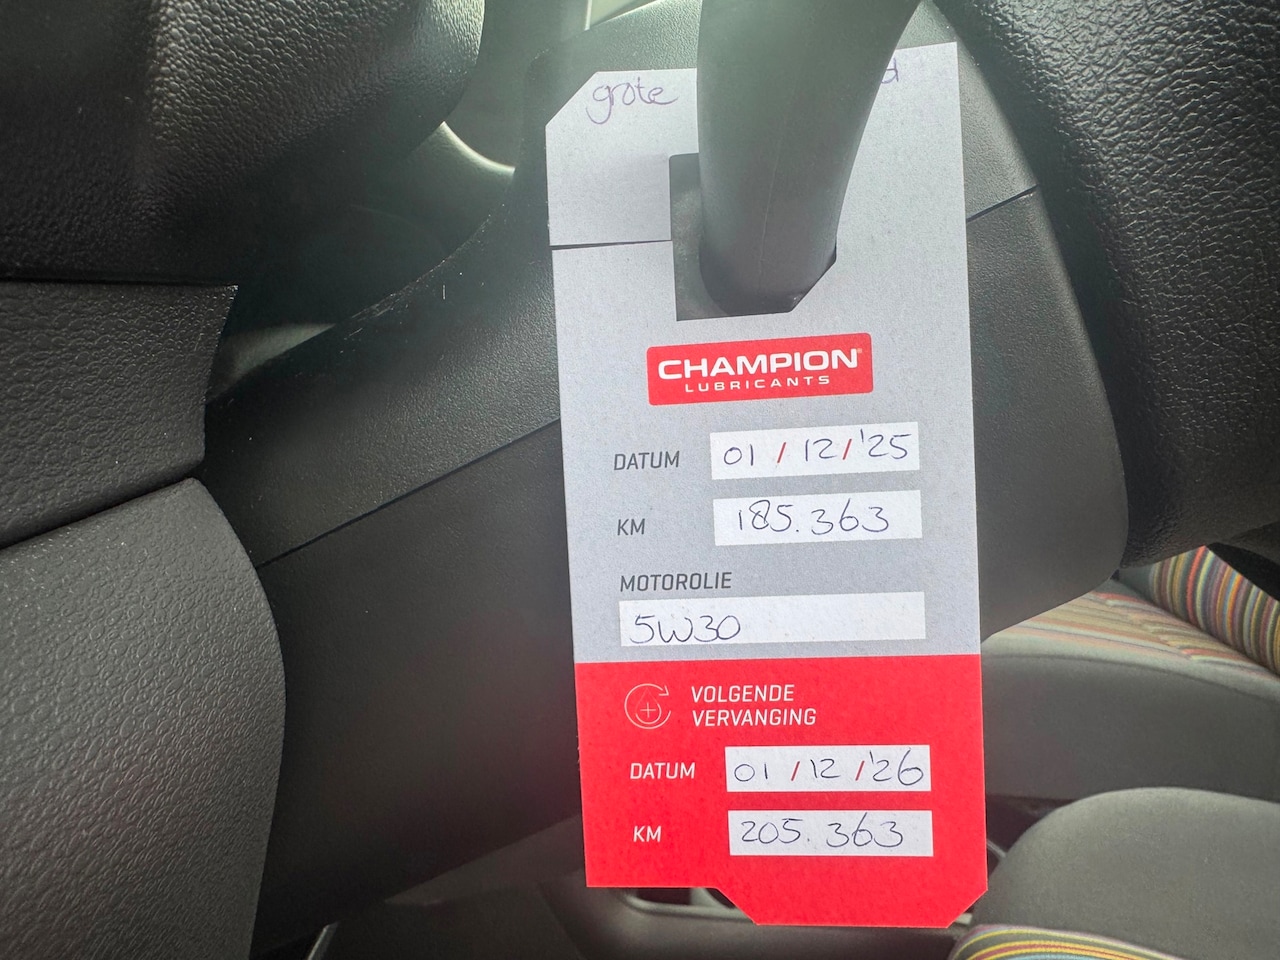 grote
CHAMPION®
LUBRICANTS
DATUM 01 / 12 / '25
KM 185.363
MOTOROLIE
5W30
VOLGENDE
VERVANGING
DATUM 01 / 12 / '26
KM 205.363